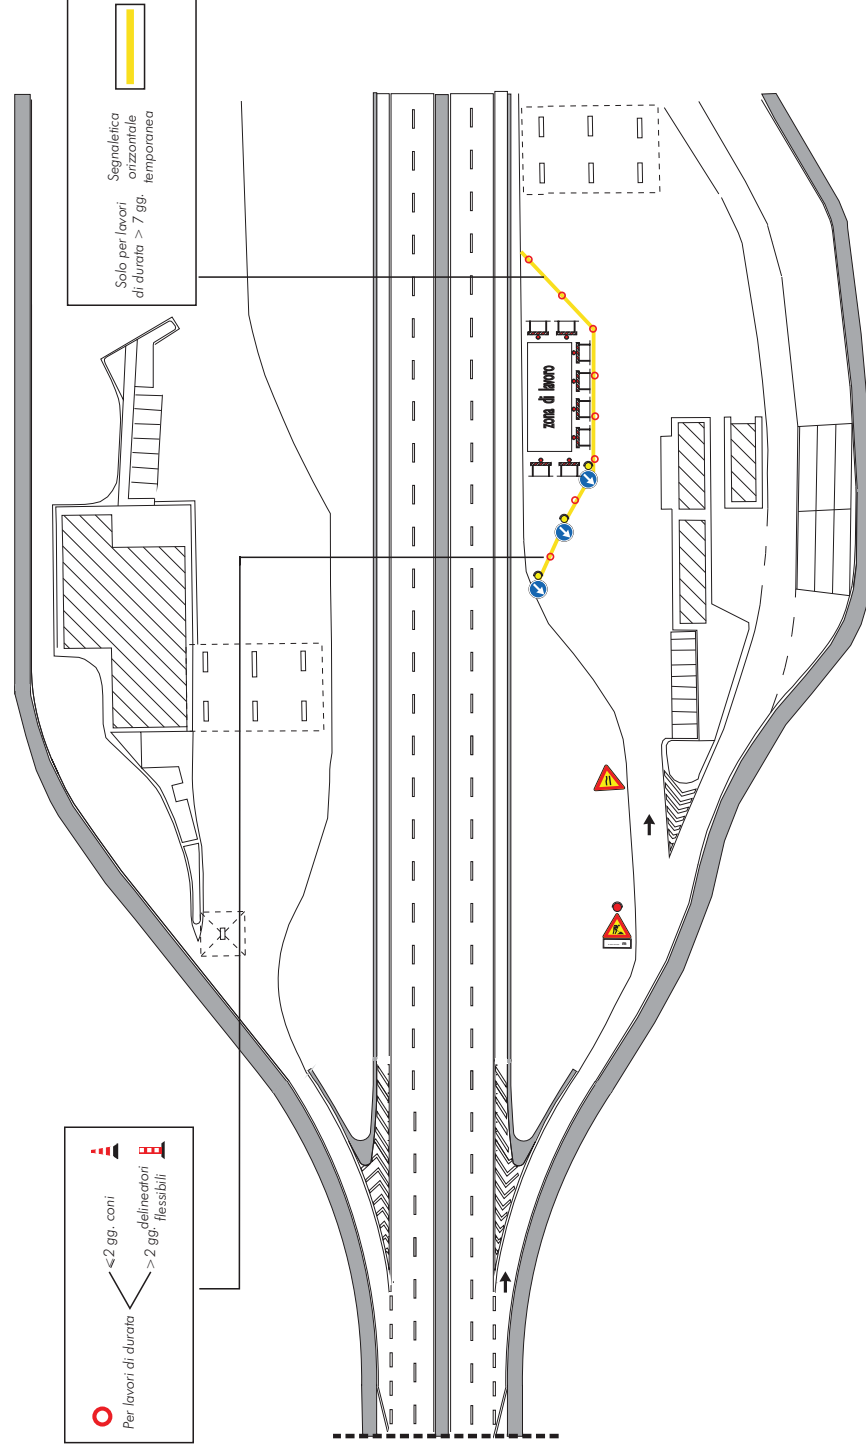 Per lavori di durata
≤2 gg. coni
>2 gg. delineatori
flessibili
Solo per lavori
di durata > 7 gg.
Segnaletica
orizzontale
temporanea
zona di lavoro